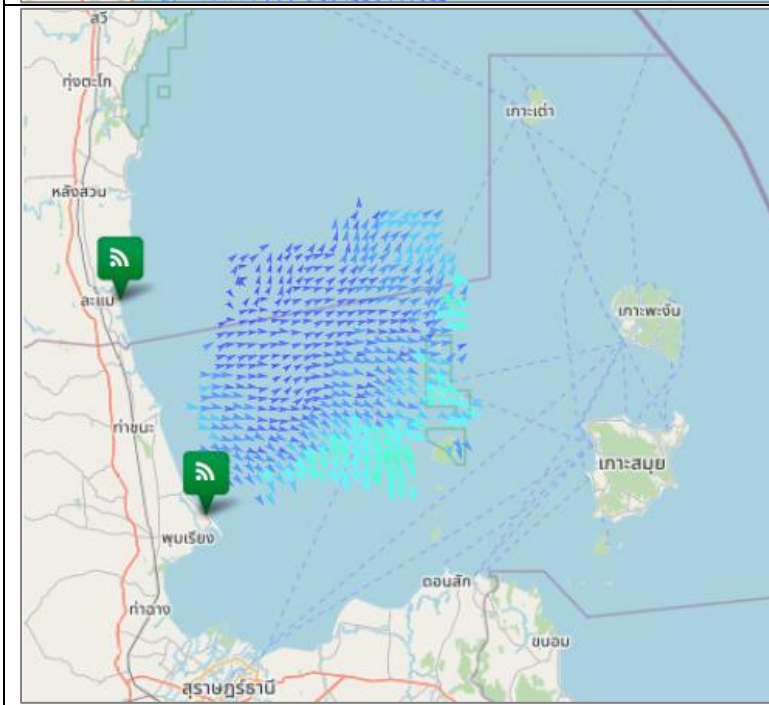 สวี
ทุ่งตะโก
เกาะเต่า
หลังสวน
ละแม
เกาะพะงัน
ท่าชนะ
เกาะสมุย
พุมเรียง
ดอนสัก
ท่าฉาง
ขนอม
สุราษฎร์ธานี